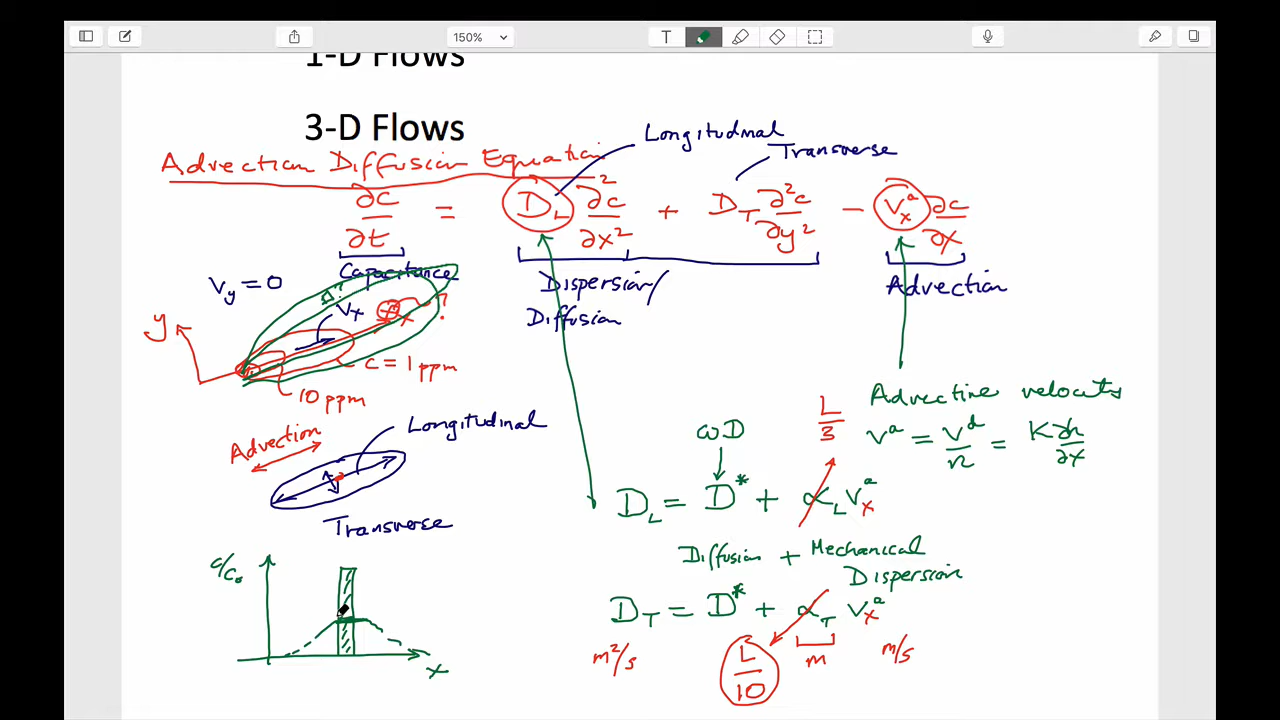 150%
T
1-D Flows
3-D Flows
Longitudinal
Transverse
Advection Diffusion Equation
∂c/∂t = D_L ∂²c/∂x² + D_T ∂²c/∂y² − V_x^a ∂c/∂x
Capacitance
Dispersion/
Diffusion
Advection
V_y = 0
y
V_x
x
?
c = 1 ppm
10 ppm
Advection
Longitudinal
Transverse
Advective velocity
v^a = v^d/n = K ∂h/∂x
ωD
L/3
D_L = D* + α_L V_x^a
Diffusion + Mechanical
Dispersion
D_T = D* + α_T V_x^a
m²/s
L/10
m
m/s
c/c₀
x